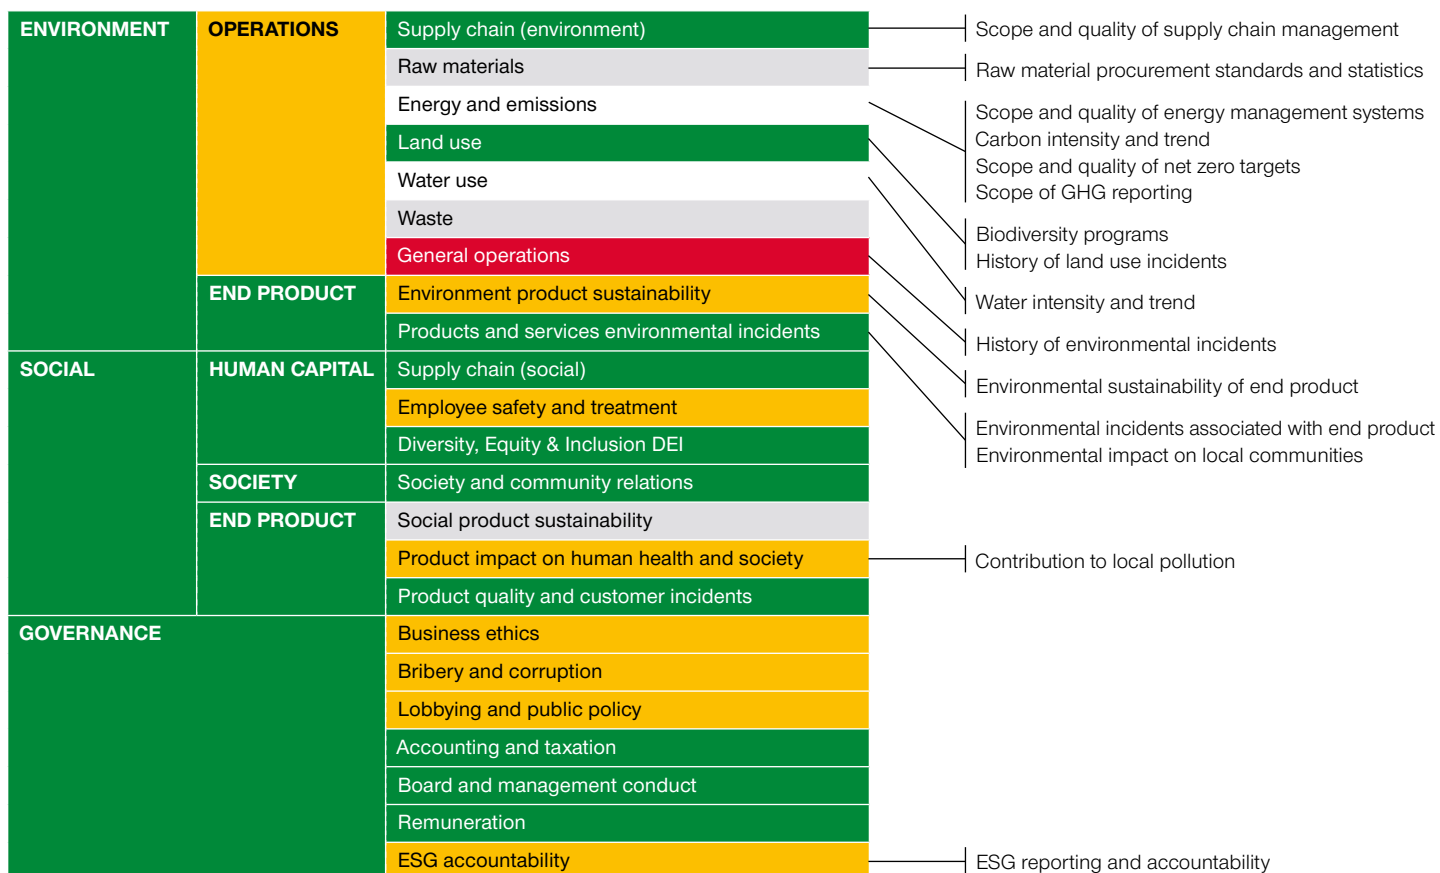 ENVIRONMENT
OPERATIONS
Supply chain (environment)
Scope and quality of supply chain management
Raw materials
Raw material procurement standards and statistics
Energy and emissions
Scope and quality of energy management systems
Carbon intensity and trend
Scope and quality of net zero targets
Scope of GHG reporting
Land use
Biodiversity programs
History of land use incidents
Water use
Water intensity and trend
Waste
General operations
History of environmental incidents
END PRODUCT
Environment product sustainability
Environmental sustainability of end product
Products and services environmental incidents
Environmental incidents associated with end product
Environmental impact on local communities
SOCIAL
HUMAN CAPITAL
Supply chain (social)
Employee safety and treatment
Diversity, Equity & Inclusion DEI
SOCIETY
Society and community relations
END PRODUCT
Social product sustainability
Product impact on human health and society
Contribution to local pollution
Product quality and customer incidents
GOVERNANCE
Business ethics
Bribery and corruption
Lobbying and public policy
Accounting and taxation
Board and management conduct
Remuneration
ESG accountability
ESG reporting and accountability